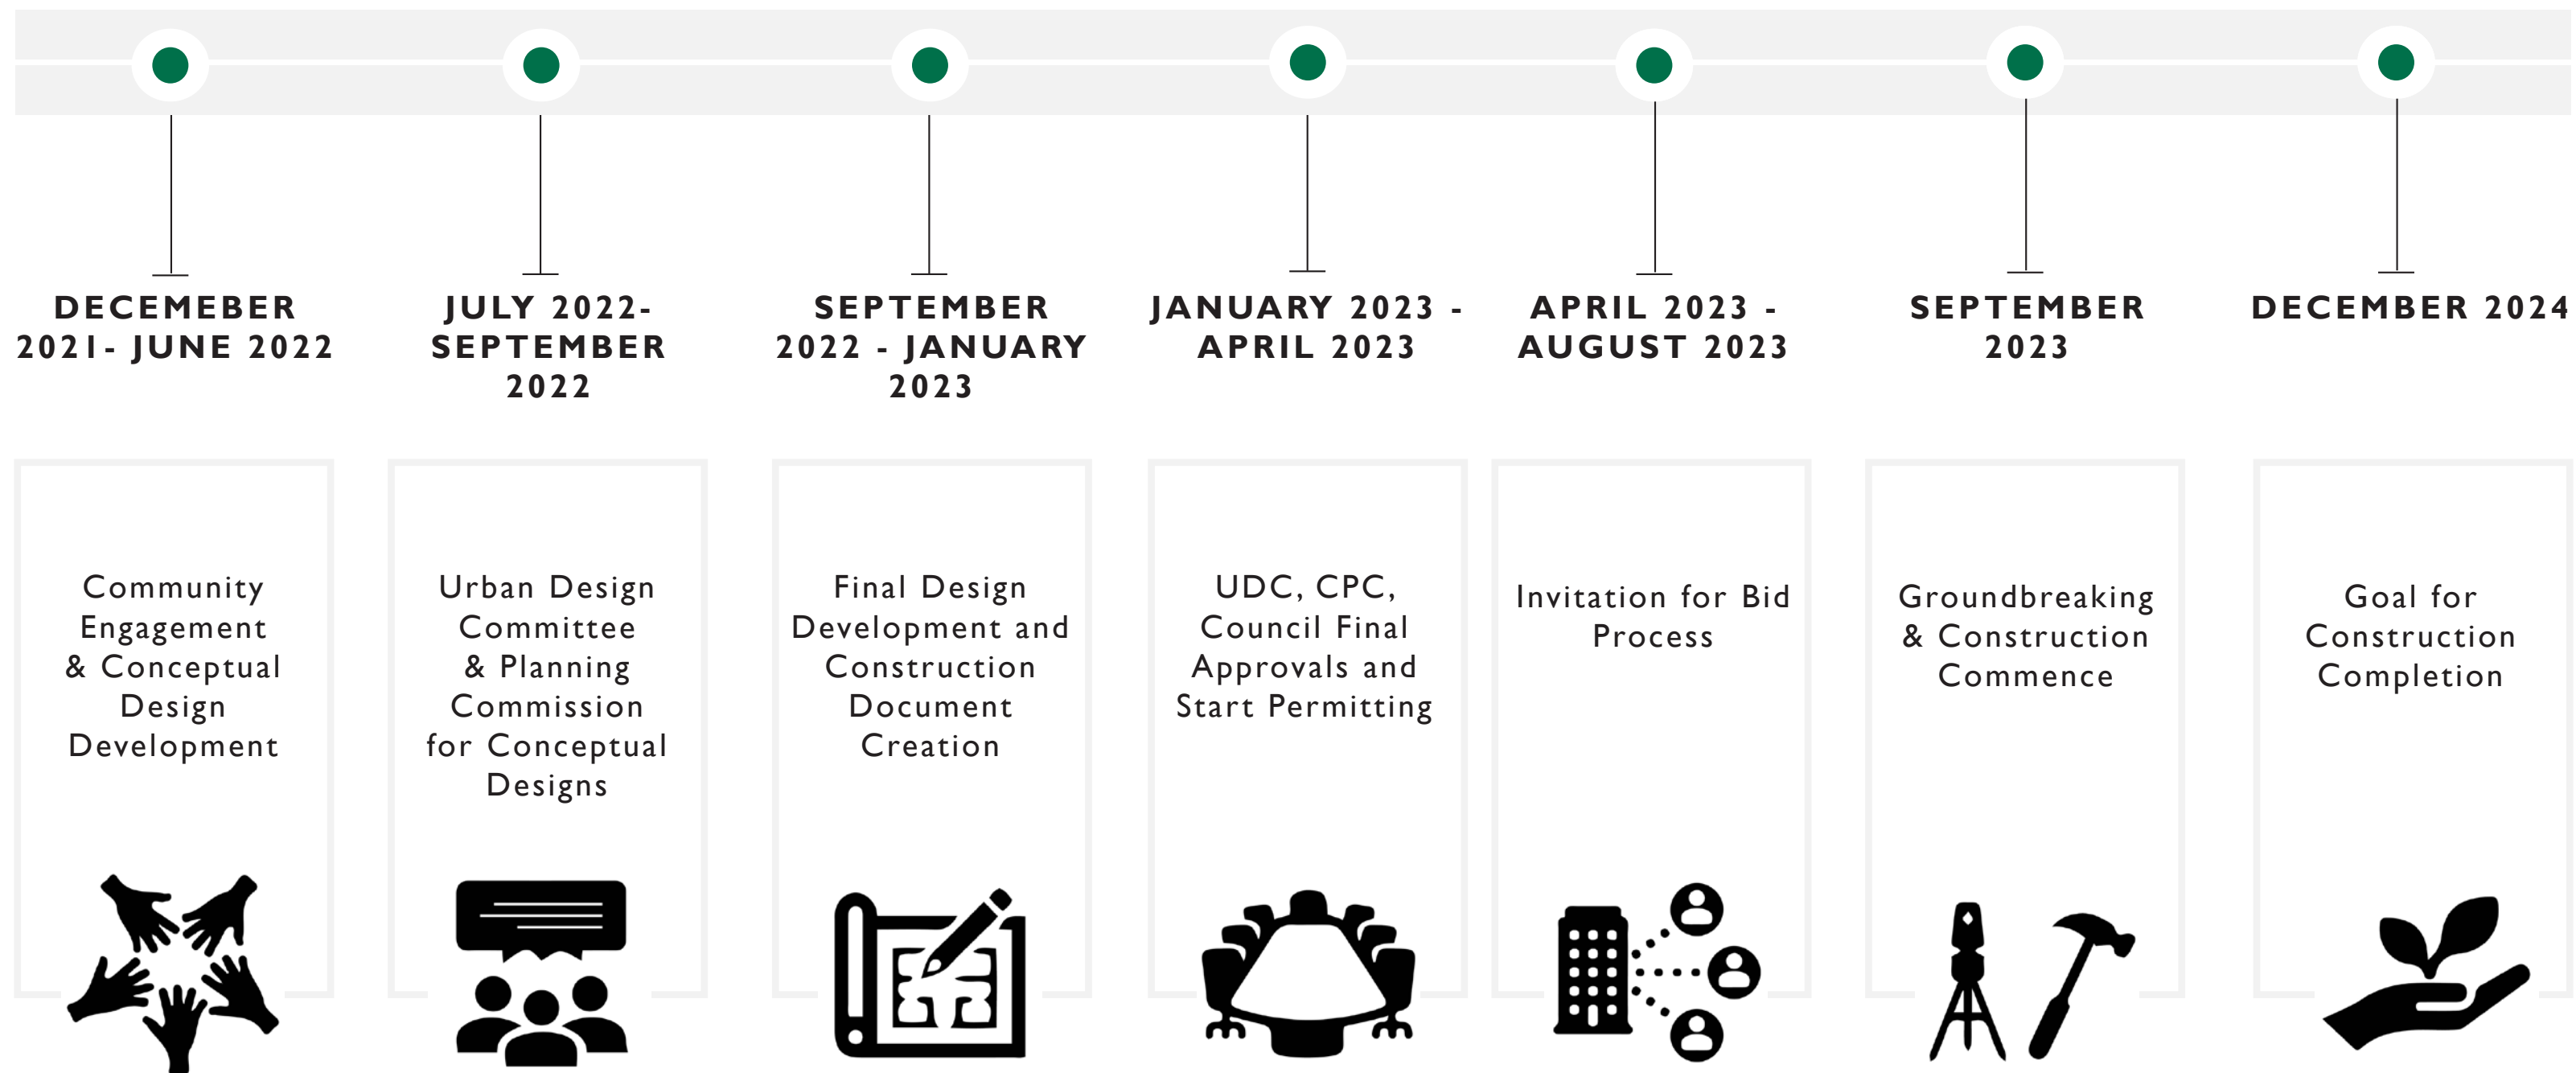 DECEMEBER
2021- JUNE 2022
JULY 2022-
SEPTEMBER
2022
SEPTEMBER
2022 - JANUARY
2023
JANUARY 2023 -
APRIL 2023
APRIL 2023 -
AUGUST 2023
SEPTEMBER
2023
DECEMBER 2024
Community
Engagement
& Conceptual
Design
Development
Urban Design
Committee
& Planning
Commission
for Conceptual
Designs
Final Design
Development and
Construction
Document
Creation
UDC, CPC,
Council Final
Approvals and
Start Permitting
Invitation for Bid
Process
Groundbreaking
& Construction
Commence
Goal for
Construction
Completion